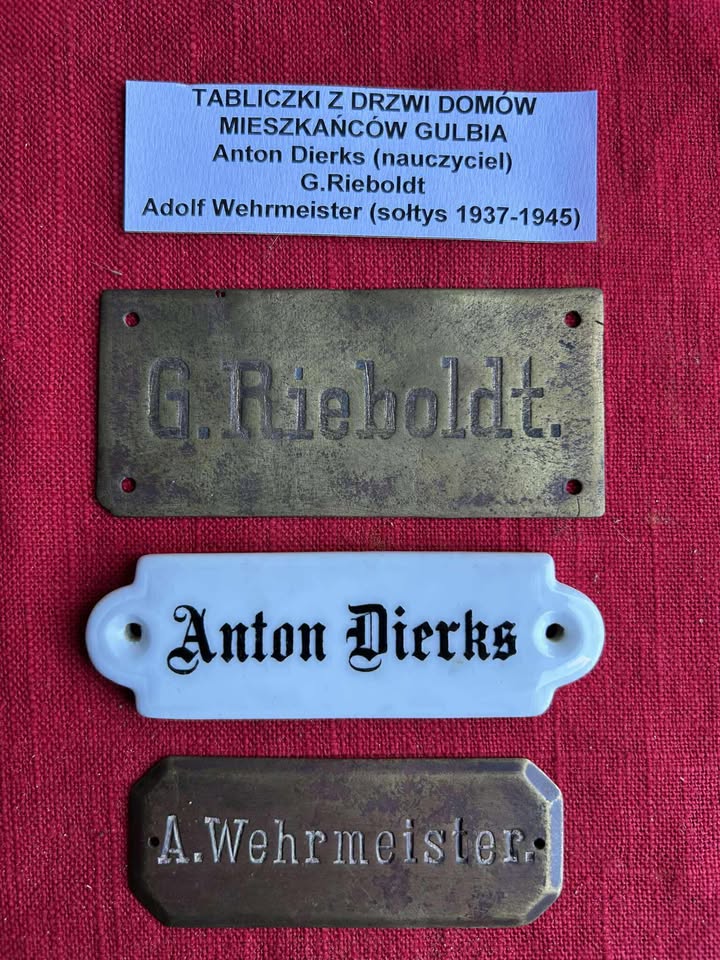 TABLICZKI Z DRZWI DOMÓW
MIESZKAŃCÓW GULBIA
Anton Dierks (nauczyciel)
G.Rieboldt
Adolf Wehrmeister (sołtys 1937-1945)
G.Rieboldt.
Anton Dierks
A.Wehrmeister.